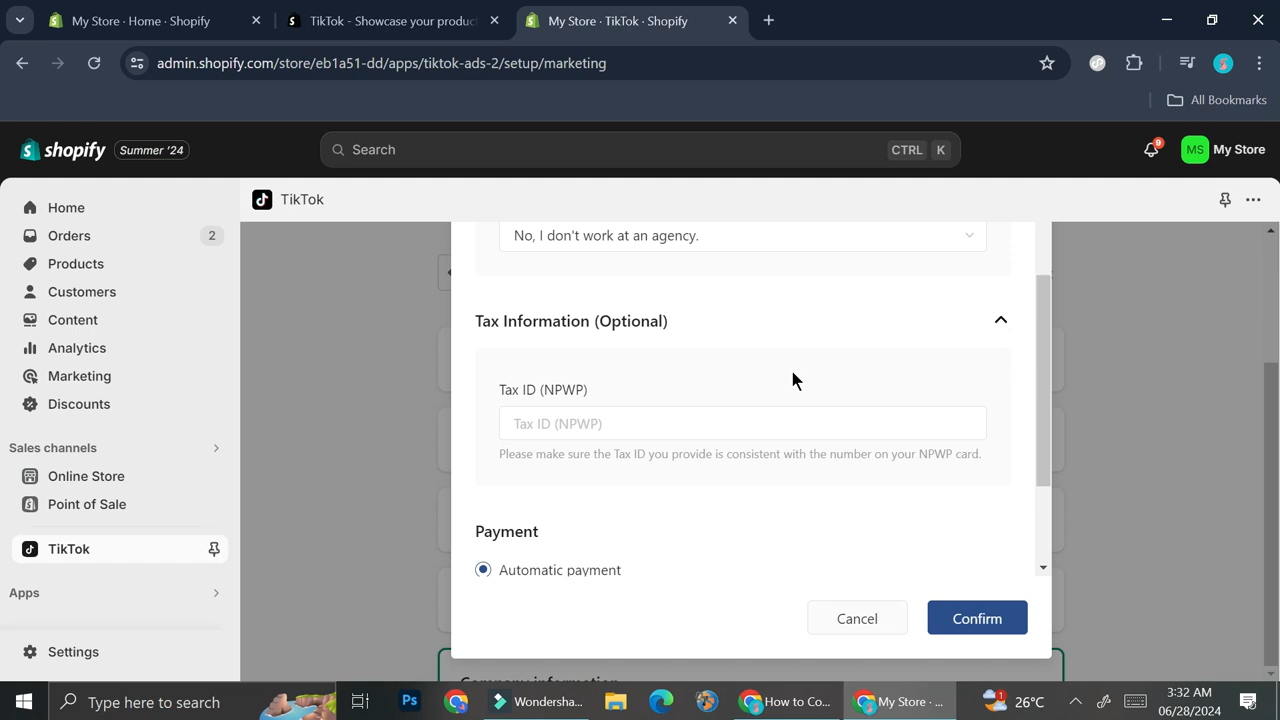 My Store · Home · Shopify
TikTok - Showcase your product
My Store · TikTok · Shopify
admin.shopify.com/store/eb1a51-dd/apps/tiktok-ads-2/setup/marketing
All Bookmarks
shopify
Summer '24
Search
CTRL K
9
MS
My Store
Home
Orders
2
Products
Customers
Content
Analytics
Marketing
Discounts
Sales channels
Online Store
Point of Sale
TikTok
Apps
Settings
TikTok
No, I don't work at an agency.
Tax Information (Optional)
Tax ID (NPWP)
Tax ID (NPWP)
Please make sure the Tax ID you provide is consistent with the number on your NPWP card.
Payment
Automatic payment
Cancel
Confirm
Company information
Type here to search
Ps
Wondersha...
How to Co...
My Store · ...
1
26°C
3:32 AM
06/28/2024